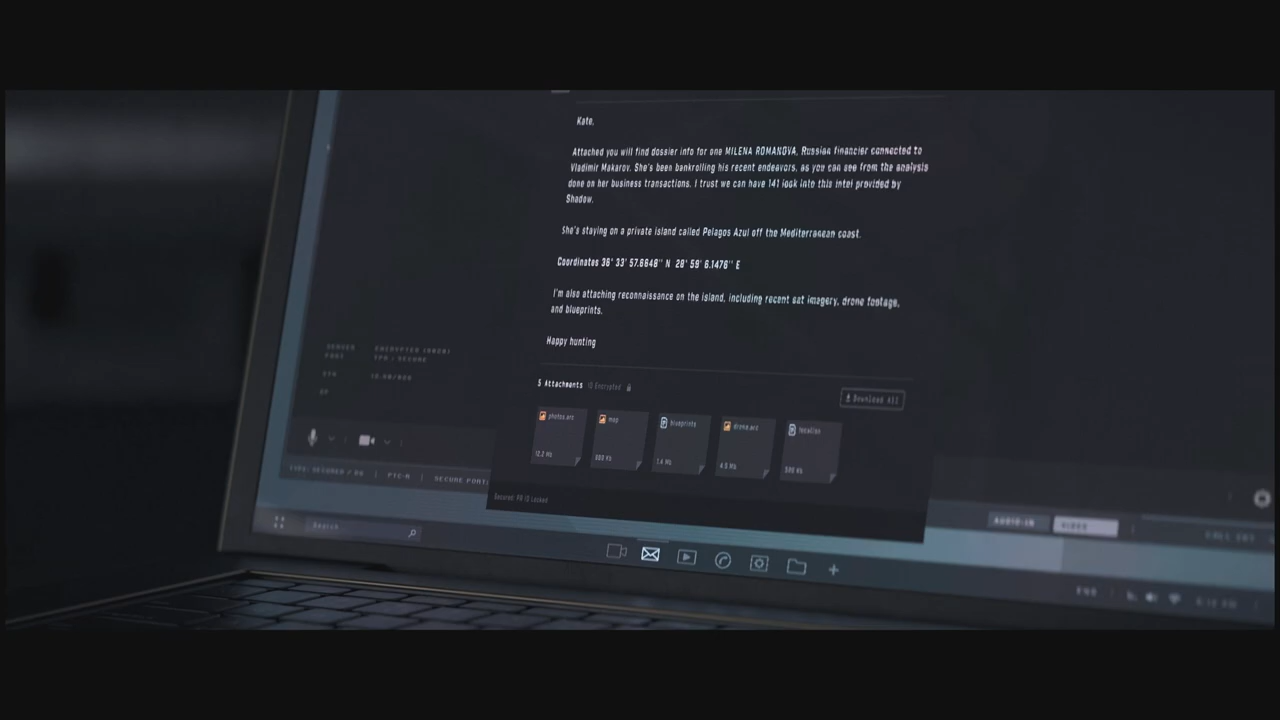 Kate,
Attached you will find dossier info for one MILENA ROMANOVA, Russian financier connected to
Vladimir Makarov. She's been bankrolling his recent endeavors, as you can see from the analysis
done on her business transactions. I trust we can have 141 look into this intel provided by
Shadow.
She's staying on a private island called Pelagos Azul off the Mediterranean coast.
Coordinates 36° 33' 57.6648'' N 28° 59' 6.1476'' E
I'm also attaching reconnaissance on the island, including recent sat imagery, drone footage,
and blueprints.
Happy hunting
5 Attachments Encrypted
Download All
photos.arc map blueprints drone.arc location
12.2 Mb 1.4 Mb 4.5 Mb
SECURE PORT
Search
AUDIO-IN VIDEO